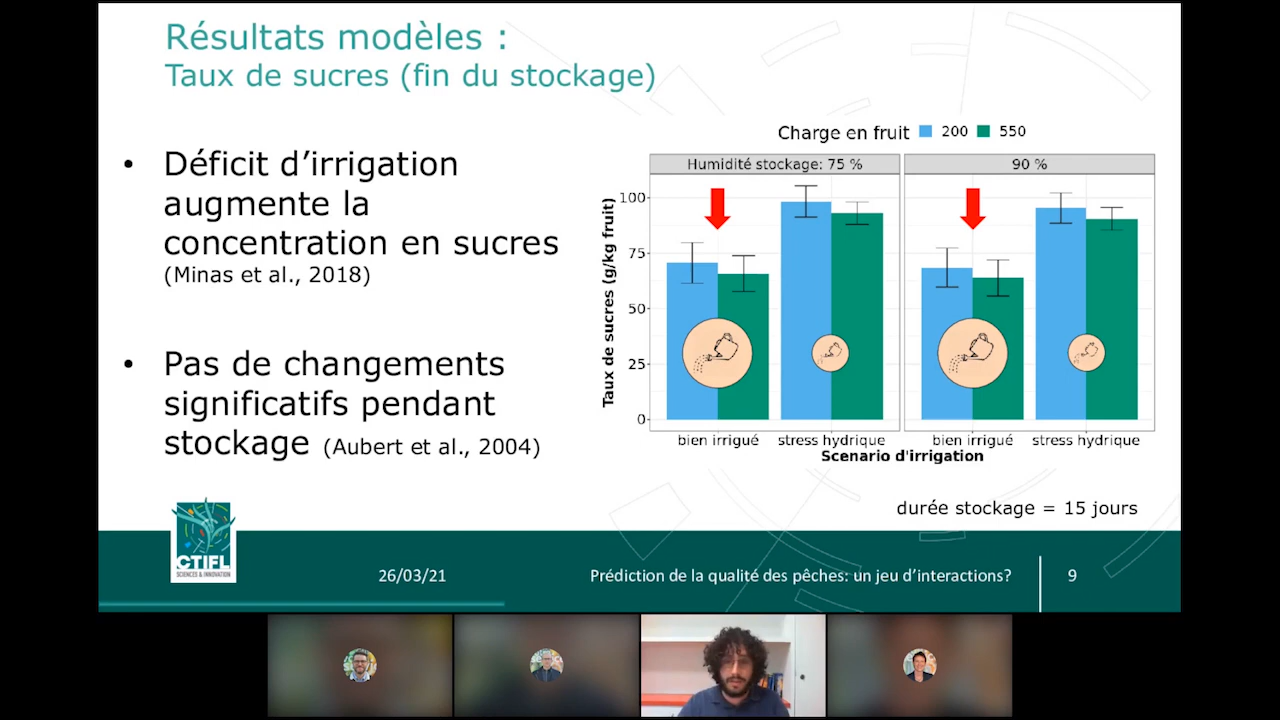 Résultats modèles :
Taux de sucres (fin du stockage)
• Déficit d’irrigation
augmente la
concentration en sucres
(Minas et al., 2018)
• Pas de changements
significatifs pendant
stockage (Aubert et al., 2004)
Charge en fruit 200 550
Humidité stockage: 75 % 90 %
Taux de sucres (g/kg fruit)
100
75
50
25
0
bien irrigué stress hydrique bien irrigué stress hydrique
Scenario d'irrigation
durée stockage = 15 jours
CTIFL
SCIENCES & INNOVATION
26/03/21 Prédiction de la qualité des pêches: un jeu d’interactions? 9